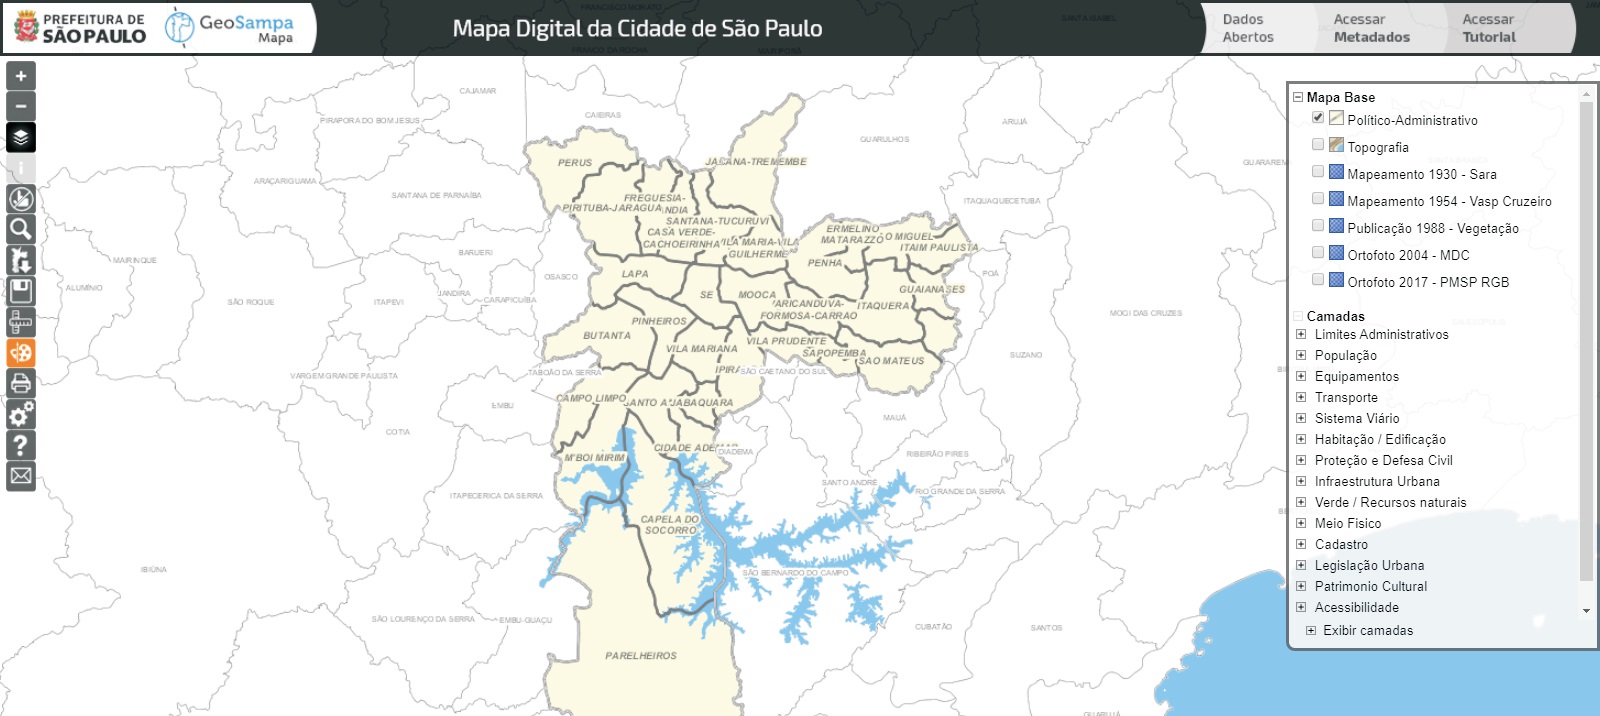 PREFEITURA DE
SÃO PAULO
GeoSampa
Mapa
Mapa Digital da Cidade de São Paulo
Dados
Abertos
Acessar
Metadados
Acessar
Tutorial
FRANCISCO MORATO
SANTA ISABEL
FRANCO DA ROCHA
MAIRIPORÃ
CAJAMAR
CAIEIRAS
PIRAPORA DO BOM JESUS
GUARULHOS
ARUJÁ
PERUS
JACANA-TREMEMBE
GUARAREM
ARAÇARIGUAMA
SANTANA DE PARNAÍBA
FREGUESIA-
PIRITUBA-JARAGUA
NDIA
ITAQUAQUECETUBA
SANTANA-TUCURUVI
CASA VERDE-
CACHOEIRINHA
VILA MARIA-VILA
GUILHERME
ERMELINO
MATARAZZO
O MIGUEL
ITAIM PAULISTA
BARUERI
MAIRINQUE
PENHA
POÁ
OSASCO
LAPA
ALUMÍNIO
JANDIRA
CARAPICUÍBA
ITAPEVI
SÃO ROQUE
SE
MOOCA
GUAIANASES
ARICANDUVA-
FORMOSA-CARRAO
ITAQUERA
MOGI DAS CRUZES
PINHEIROS
BUTANTA
VILA MARIANA
VILA PRUDENTE
SAPOPEMBA
SAO MATEUS
SUZANO
IPIRA
SÃO CAETANO DO SUL
TABOÃO DA SERRA
VARGEM GRANDE PAULISTA
CAMPO LIMPO
SANTO A
JABAQUARA
EMBU
MAUÁ
COTIA
CIDADE ADEMAR
DIADEMA
M'BOI MIRIM
RIBEIRÃO PIRES
SANTO ANDRÉ
RIO GRANDE DA SERRA
ITAPECERICA DA SERRA
CAPELA DO
SOCORRO
IBIÚNA
SÃO BERNARDO DO CAMPO
SÃO LOURENÇO DA SERRA
EMBU-GUAÇU
CUBATÃO
SANTOS
PARELHEIROS
GUARUJÁ
Mapa Base
Político-Administrativo
Topografia
Mapeamento 1930 - Sara
Mapeamento 1954 - Vasp Cruzeiro
Publicação 1988 - Vegetação
Ortofoto 2004 - MDC
Ortofoto 2017 - PMSP RGB
Camadas
Limites Administrativos
População
Equipamentos
Transporte
Sistema Viário
Habitação / Edificação
Proteção e Defesa Civil
Infraestrutura Urbana
Verde / Recursos naturais
Meio Fisico
Cadastro
Legislação Urbana
Patrimonio Cultural
Acessibilidade
Exibir camadas